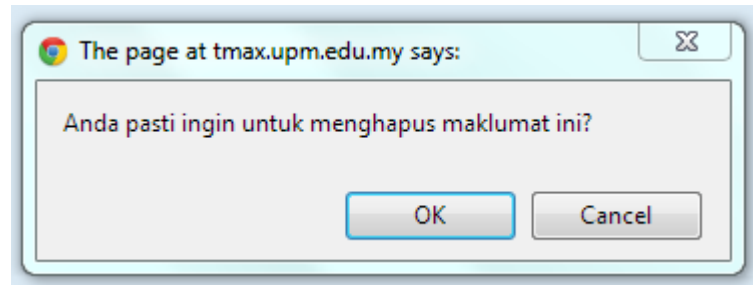 The page at tmax.upm.edu.my says:
Anda pasti ingin untuk menghapus maklumat ini?
OK
Cancel